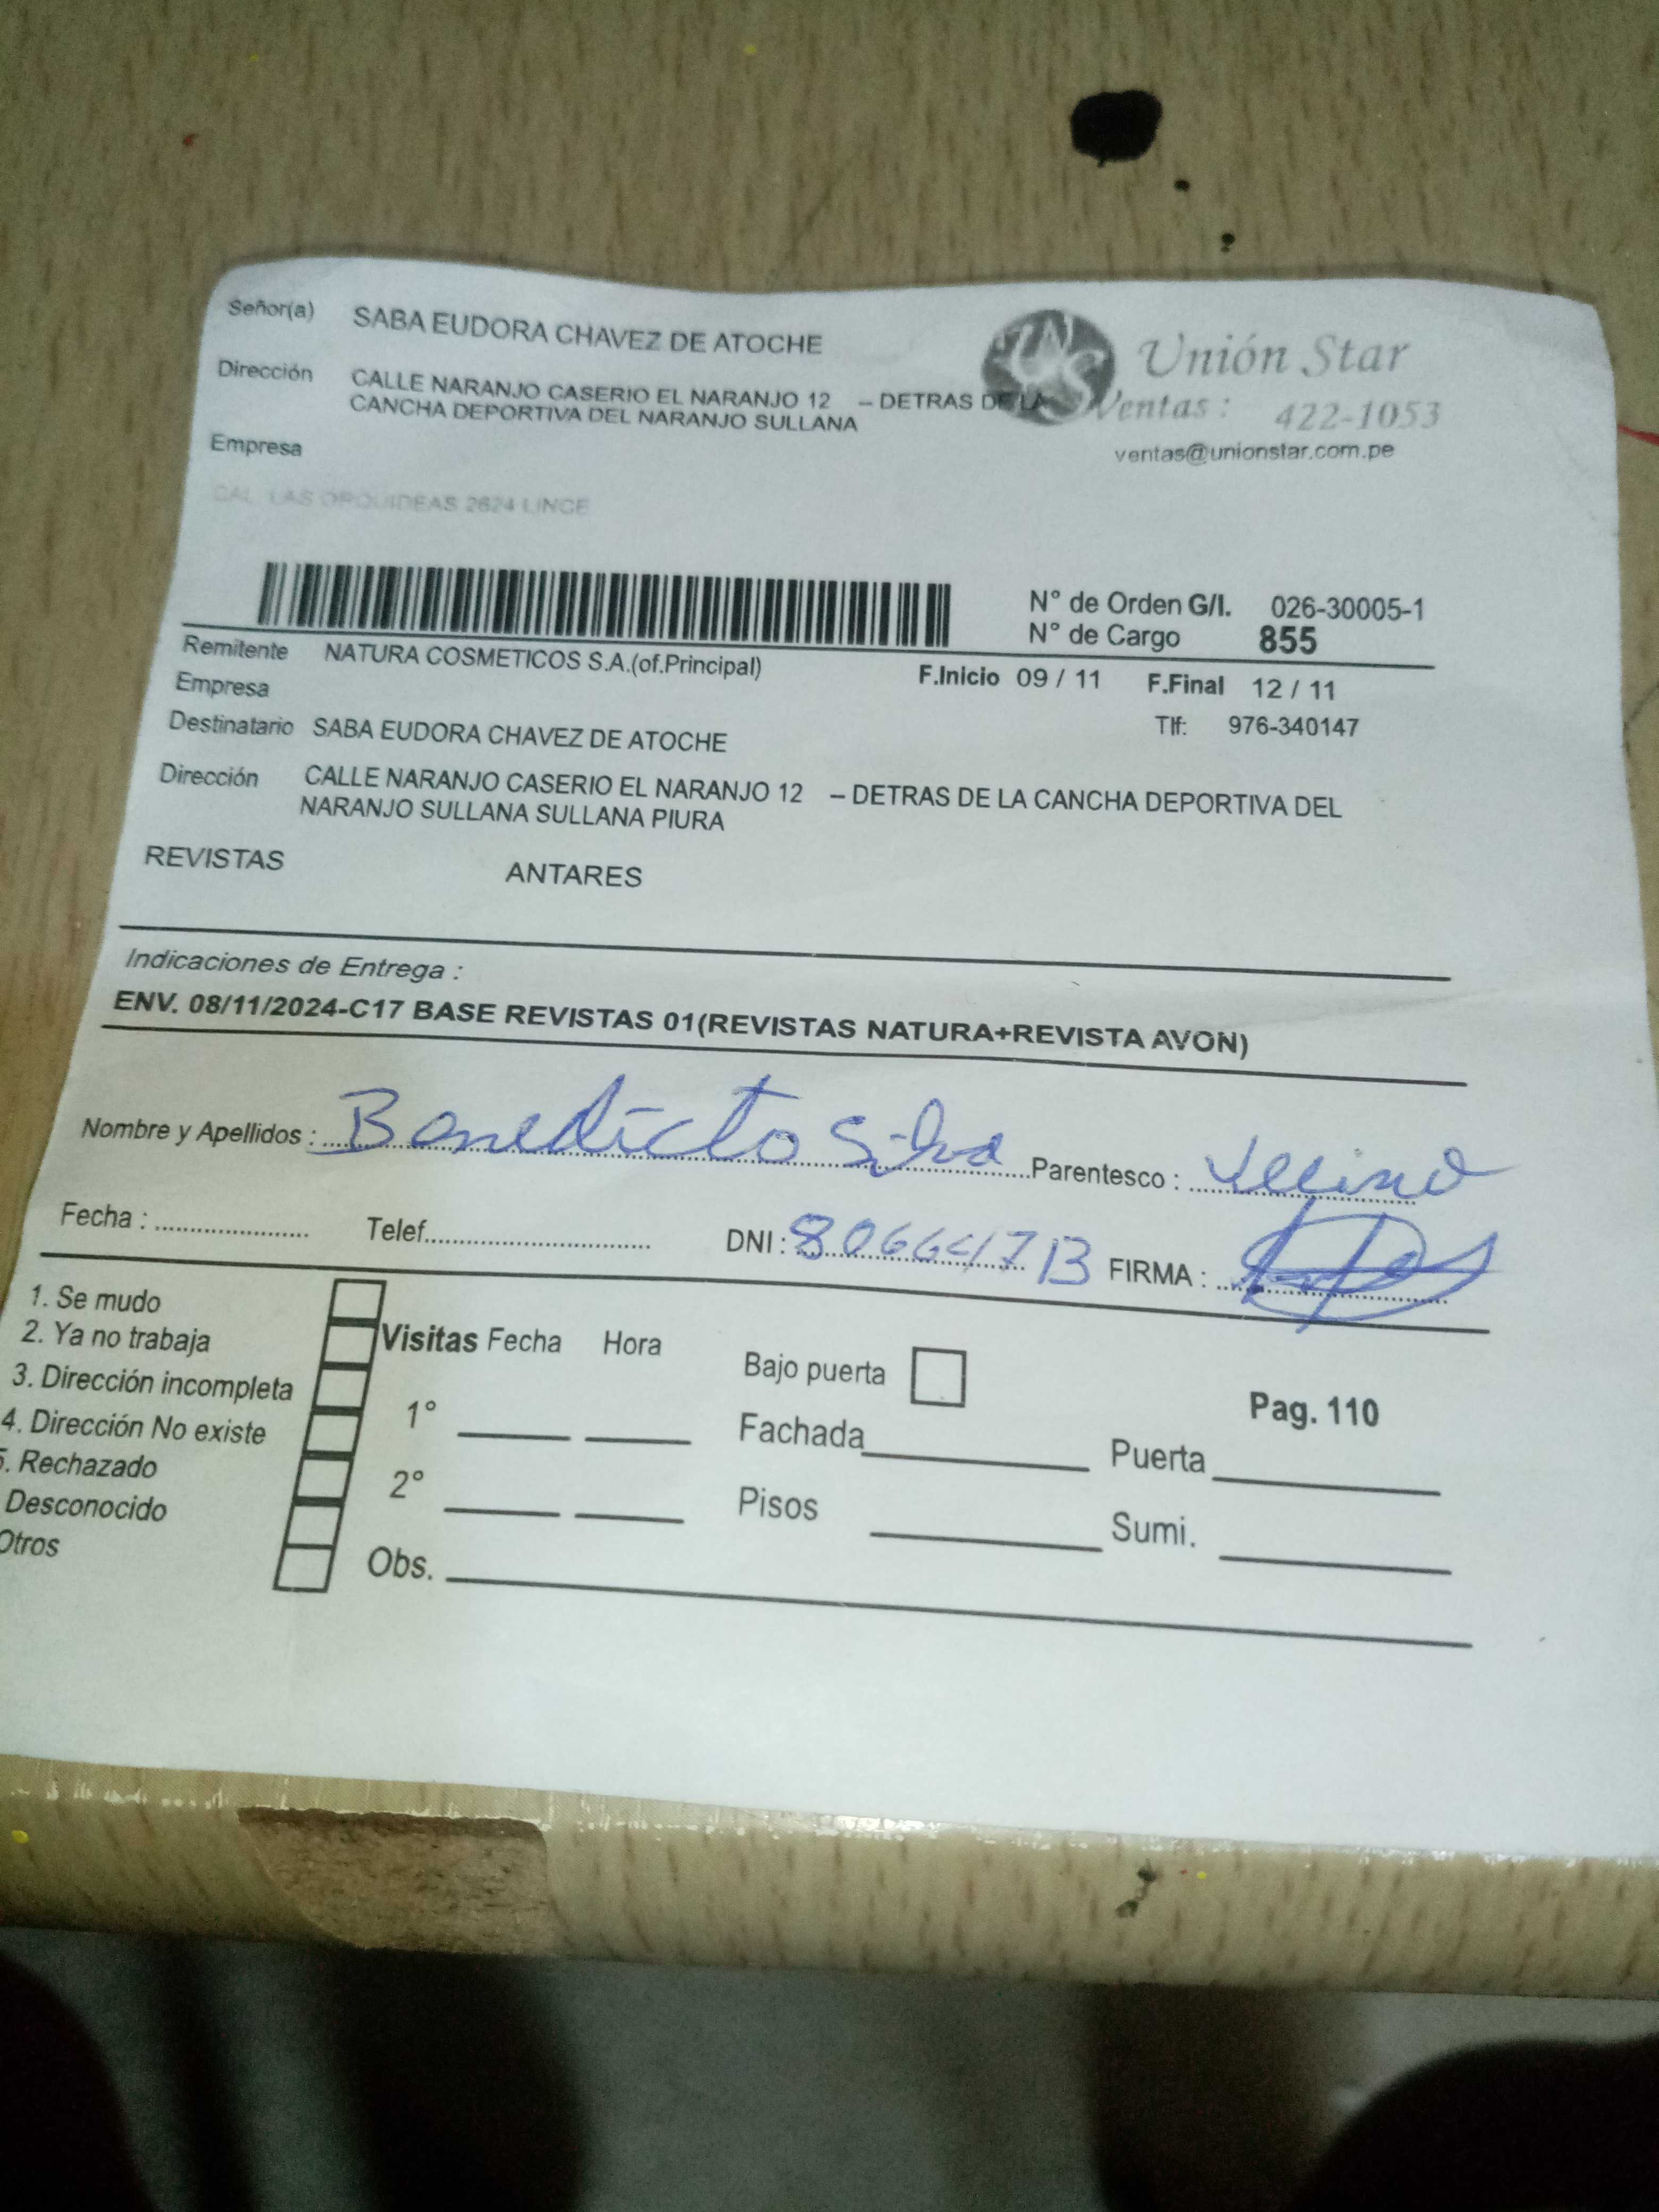 Señor(a) SABA EUDORA CHAVEZ DE ATOCHE
Unión Star
Dirección CALLE NARANJO CASERIO EL NARANJO 12 – DETRAS DE LA
CANCHA DEPORTIVA DEL NARANJO SULLANA
Ventas : 422-1053
Empresa
ventas@unionstar.com.pe
CAL. LAS ORQUIDEAS 2624 LINCE
N° de Orden G/I. 026-30005-1
N° de Cargo 855
Remitente NATURA COSMETICOS S.A.(of.Principal)
F.Inicio 09 / 11 F.Final 12 / 11
Empresa
Tlf: 976-340147
Destinatario SABA EUDORA CHAVEZ DE ATOCHE
Dirección CALLE NARANJO CASERIO EL NARANJO 12 – DETRAS DE LA CANCHA DEPORTIVA DEL
NARANJO SULLANA SULLANA PIURA
REVISTAS ANTARES
Indicaciones de Entrega :
ENV. 08/11/2024-C17 BASE REVISTAS 01(REVISTAS NATURA+REVISTA AVON)
Nombre y Apellidos : Benedicto Silva Parentesco :
Fecha : Telef. DNI : FIRMA :
1. Se mudo
2. Ya no trabaja
3. Dirección incompleta
4. Dirección No existe
5. Rechazado
Desconocido
Otros
Visitas Fecha Hora
1°
2°
Obs.
Bajo puerta
Pag. 110
Fachada Puerta
Pisos Sumi.